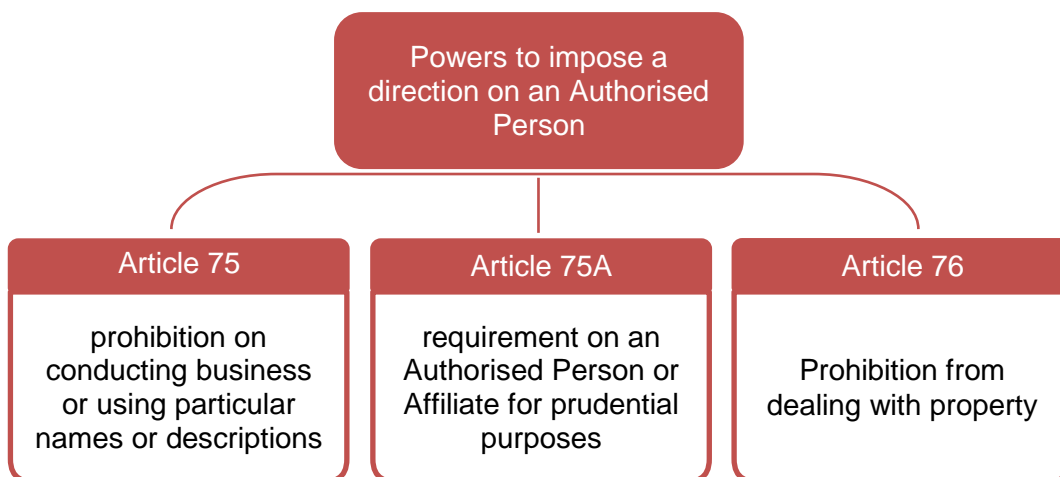 Powers to impose a
direction on an Authorised
Person
Article 75
prohibition on
conducting business
or using particular
names or descriptions
Article 75A
requirement on an
Authorised Person or
Affiliate for prudential
purposes
Article 76
Prohibition from
dealing with property